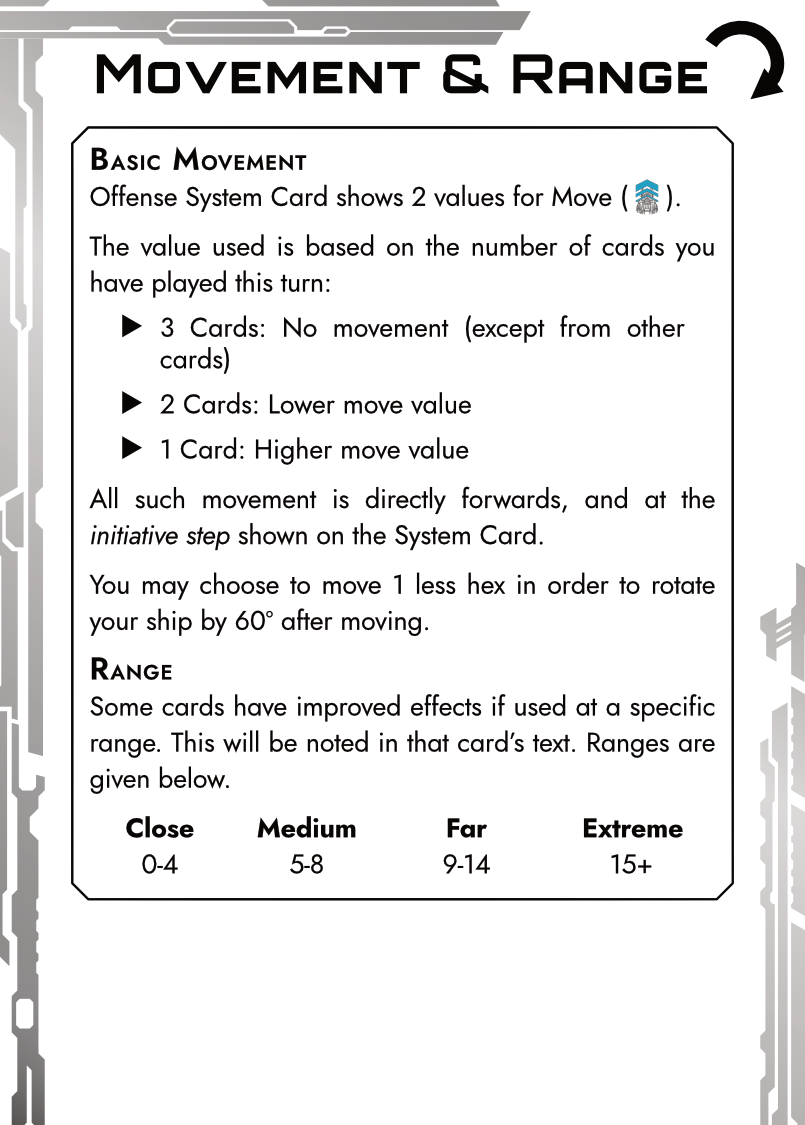 Movement & Range
Basic Movement
Offense System Card shows 2 values for Move ( ).
The value used is based on the number of cards you
have played this turn:
▶ 3 Cards: No movement (except from other
cards)
▶ 2 Cards: Lower move value
▶ 1 Card: Higher move value
All such movement is directly forwards, and at the
initiative step shown on the System Card.
You may choose to move 1 less hex in order to rotate
your ship by 60° after moving.
Range
Some cards have improved effects if used at a specific
range. This will be noted in that card’s text. Ranges are
given below.
Close Medium Far Extreme
0-4 5-8 9-14 15+